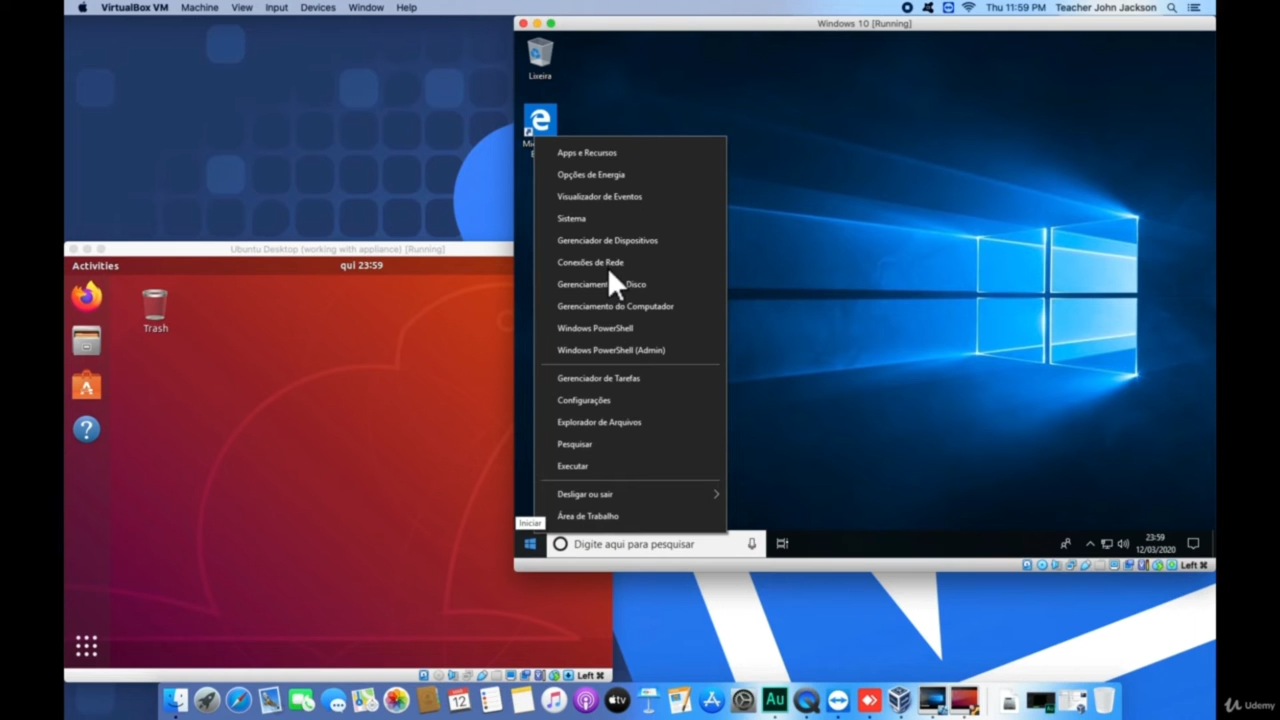 VirtualBox VM Machine View Input Devices Window Help
Thu 11:59 PM Teacher John Jackson
Windows 10 [Running]
Lixeira
Apps e Recursos
Opções de Energia
Visualizador de Eventos
Sistema
Gerenciador de Dispositivos
Conexões de Rede
Gerenciamen Disco
Gerenciamento do Computador
Windows PowerShell
Windows PowerShell (Admin)
Gerenciador de Tarefas
Configurações
Explorador de Arquivos
Pesquisar
Executar
Desligar ou sair
Área de Trabalho
Iniciar
Digite aqui para pesquisar
23:59
12/03/2020
Left ⌘
Ubuntu Desktop (working with appliance) [Running]
Activities
qui 23:59
Trash
Left ⌘
12
tv
Au
Udemy